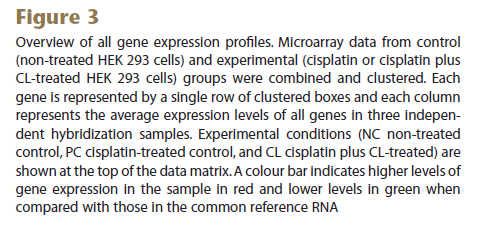 Figure 3
Overview of all gene expression profiles. Microarray data from control
(non-treated HEK 293 cells) and experimental (cisplatin or cisplatin plus
CL-treated HEK 293 cells) groups were combined and clustered. Each
gene is represented by a single row of clustered boxes and each column
represents the average expression levels of all genes in three indepen-
dent hybridization samples. Experimental conditions (NC non-treated
control, PC cisplatin-treated control, and CL cisplatin plus CL-treated) are
shown at the top of the data matrix. A colour bar indicates higher levels of
gene expression in the sample in red and lower levels in green when
compared with those in the common reference RNA